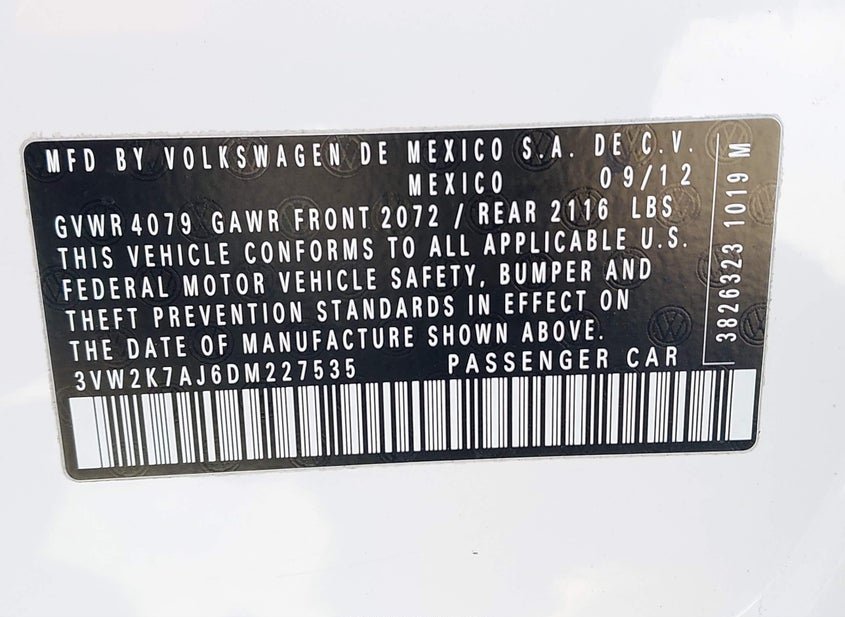 MFD BY VOLKSWAGEN DE MEXICO S.A. DE C.V.
MEXICO 09/12
GVWR 4079 GAWR FRONT 2072 / REAR 2116 LBS
THIS VEHICLE CONFORMS TO ALL APPLICABLE U.S.
FEDERAL MOTOR VEHICLE SAFETY, BUMPER AND
THEFT PREVENTION STANDARDS IN EFFECT ON
THE DATE OF MANUFACTURE SHOWN ABOVE.
3VW2K7AJ6DM227535 PASSENGER CAR
3826323 1019 M